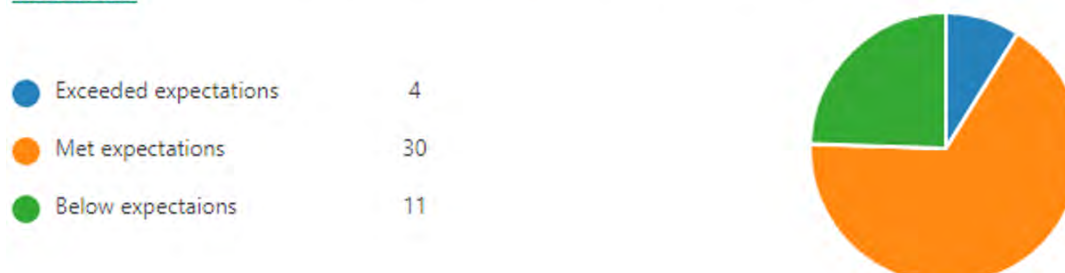 Exceeded expectations 4
Met expectations 30
Below expectaions 11